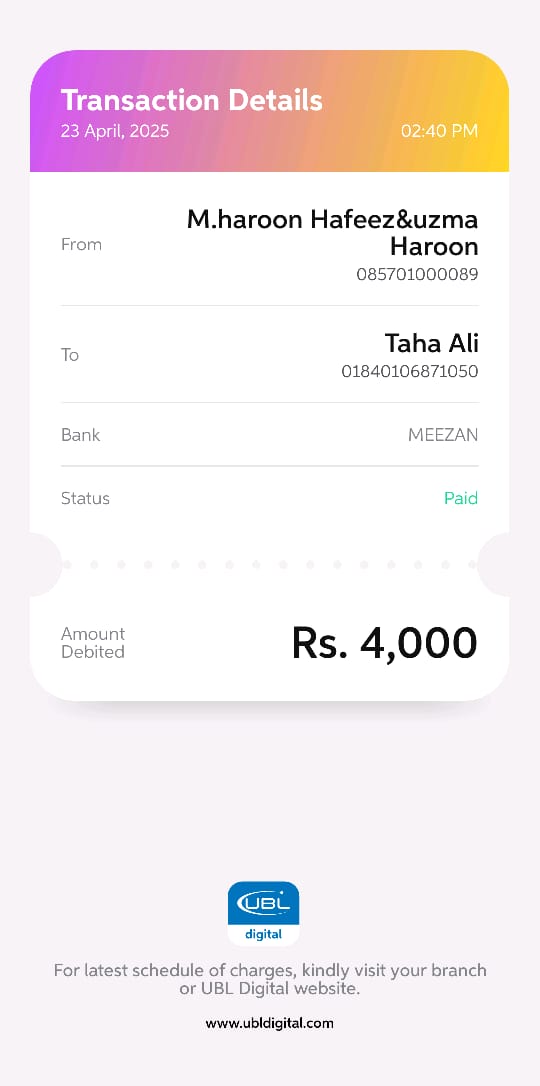 Transaction Details
23 April, 2025 02:40 PM
M.haroon Hafeez&uzma
Haroon
From
085701000089
Taha Ali
To
01840106871050
Bank MEEZAN
Status Paid
Amount
Debited
Rs. 4,000
UBL
digital
For latest schedule of charges, kindly visit your branch
or UBL Digital website.
www.ubldigital.com